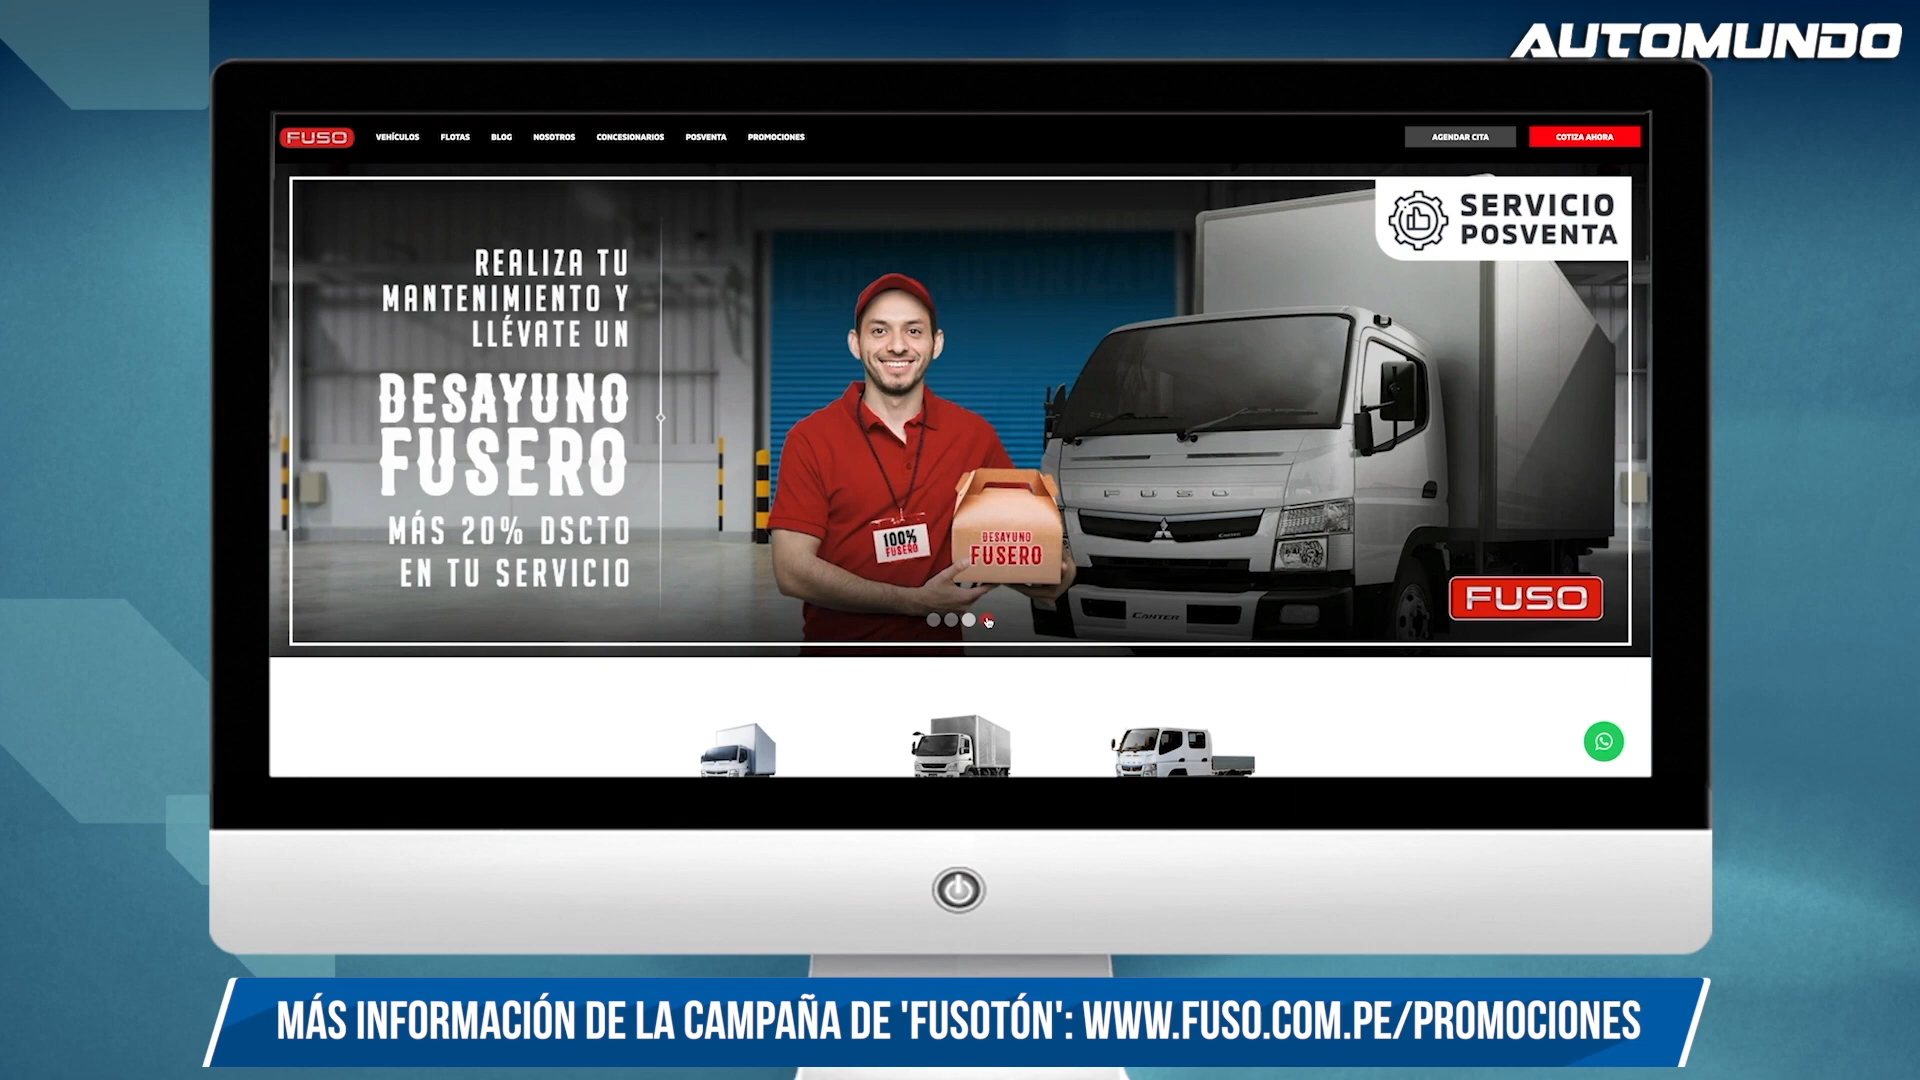 AUTOMUNDO
FUSO
VEHÍCULOS
FLOTAS
BLOG
NOSOTROS
CONCESIONARIOS
POSVENTA
PROMOCIONES
AGENDAR CITA
COTIZA AHORA
SERVICIO
POSVENTA
REALIZA TU
MANTENIMIENTO Y
LLÉVATE UN
DESAYUNO
FUSERO
MÁS 20% DSCTO
EN TU SERVICIO
100%
FUSERO
DESAYUNO
FUSERO
FUSO
CANTER
FUSO
MÁS INFORMACIÓN DE LA CAMPAÑA DE 'FUSOTÓN': WWW.FUSO.COM.PE/PROMOCIONES